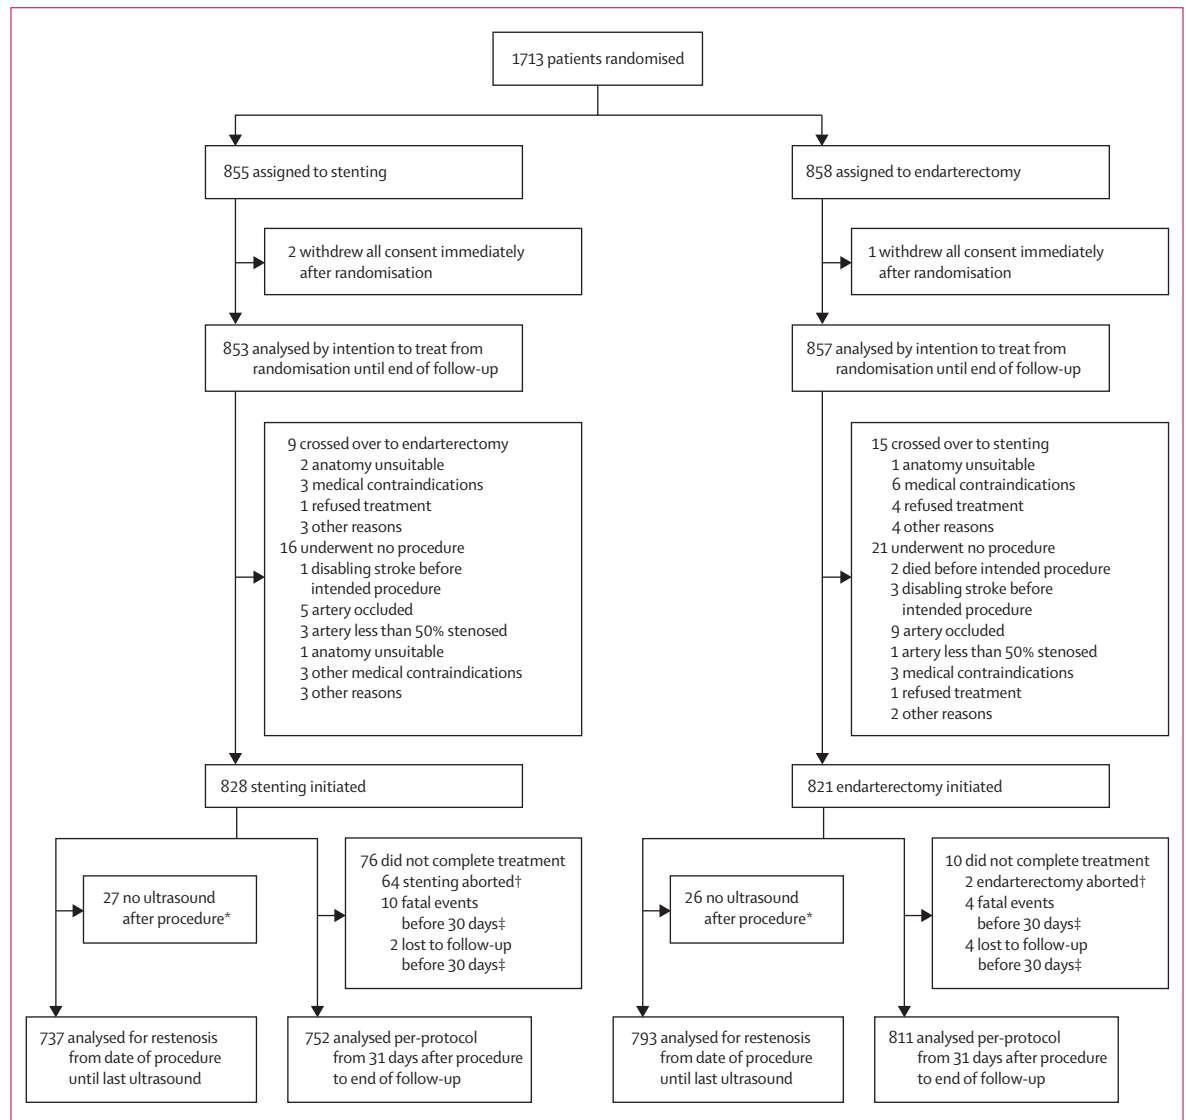 1713 patients randomised
855 assigned to stenting
858 assigned to endarterectomy
2 withdrew all consent immediately
after randomisation
1 withdrew all consent immediately
after randomisation
853 analysed by intention to treat from
randomisation until end of follow-up
857 analysed by intention to treat from
randomisation until end of follow-up
9 crossed over to endarterectomy
2 anatomy unsuitable
3 medical contraindications
1 refused treatment
3 other reasons
16 underwent no procedure
1 disabling stroke before
intended procedure
5 artery occluded
3 artery less than 50% stenosed
1 anatomy unsuitable
3 other medical contraindications
3 other reasons
15 crossed over to stenting
1 anatomy unsuitable
6 medical contraindications
4 refused treatment
4 other reasons
21 underwent no procedure
2 died before intended procedure
3 disabling stroke before
intended procedure
9 artery occluded
1 artery less than 50% stenosed
3 medical contraindications
1 refused treatment
2 other reasons
828 stenting initiated
821 endarterectomy initiated
27 no ultrasound
after procedure*
76 did not complete treatment
64 stenting aborted†
10 fatal events
before 30 days‡
2 lost to follow-up
before 30 days‡
26 no ultrasound
after procedure*
10 did not complete treatment
2 endarterectomy aborted†
4 fatal events
before 30 days‡
4 lost to follow-up
before 30 days‡
737 analysed for restenosis
from date of procedure
until last ultrasound
752 analysed per-protocol
from 31 days after procedure
to end of follow-up
793 analysed for restenosis
from date of procedure
until last ultrasound
811 analysed per-protocol
from 31 days after procedure
to end of follow-up